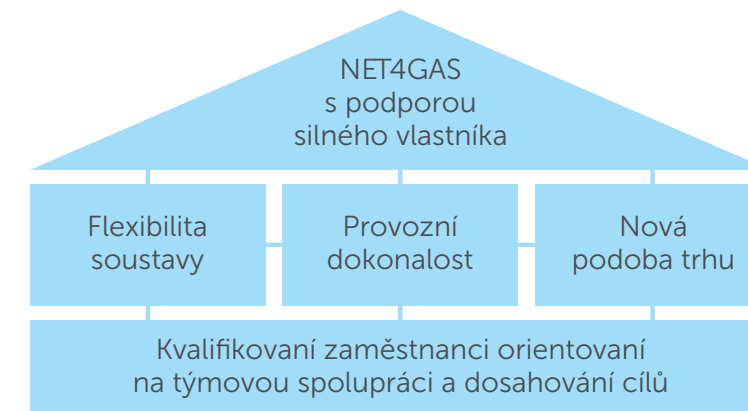 NET4GAS
s podporou
silného vlastníka
Flexibilita
soustavy
Provozní
dokonalost
Nová
podoba trhu
Kvalifikovaní zaměstnanci orientovaní
na týmovou spolupráci a dosahování cílů